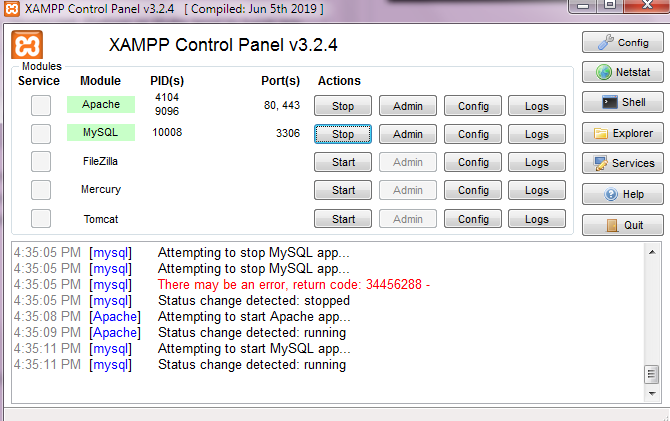 XAMPP Control Panel v3.2.4 [ Compiled: Jun 5th 2019 ]
XAMPP Control Panel v3.2.4
Config
Modules
Service Module PID(s) Port(s) Actions
Netstat
Apache 4104 9096 80, 443 Stop Admin Config Logs
Shell
MySQL 10008 3306 Stop Admin Config Logs
Explorer
FileZilla Start Admin Config Logs
Services
Mercury Start Admin Config Logs
Help
Tomcat Start Admin Config Logs
Quit
4:35:05 PM [mysql] Attempting to stop MySQL app...
4:35:05 PM [mysql] Attempting to stop MySQL app...
4:35:05 PM [mysql] There may be an error, return code: 34456288 -
4:35:05 PM [mysql] Status change detected: stopped
4:35:08 PM [Apache] Attempting to start Apache app...
4:35:09 PM [Apache] Status change detected: running
4:35:11 PM [mysql] Attempting to start MySQL app...
4:35:11 PM [mysql] Status change detected: running